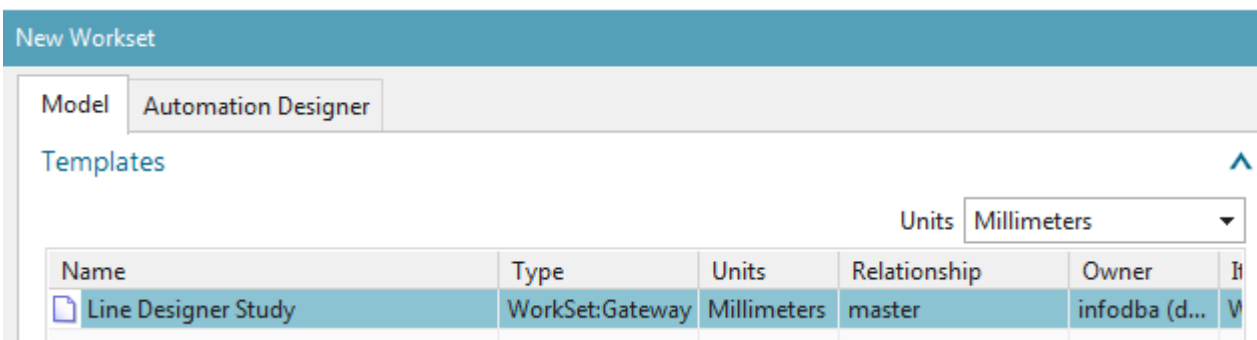 New Workset
Model Automation Designer
Templates
Units Millimeters
Name Type Units Relationship Owner
Line Designer Study WorkSet:Gateway Millimeters master infodba (d...